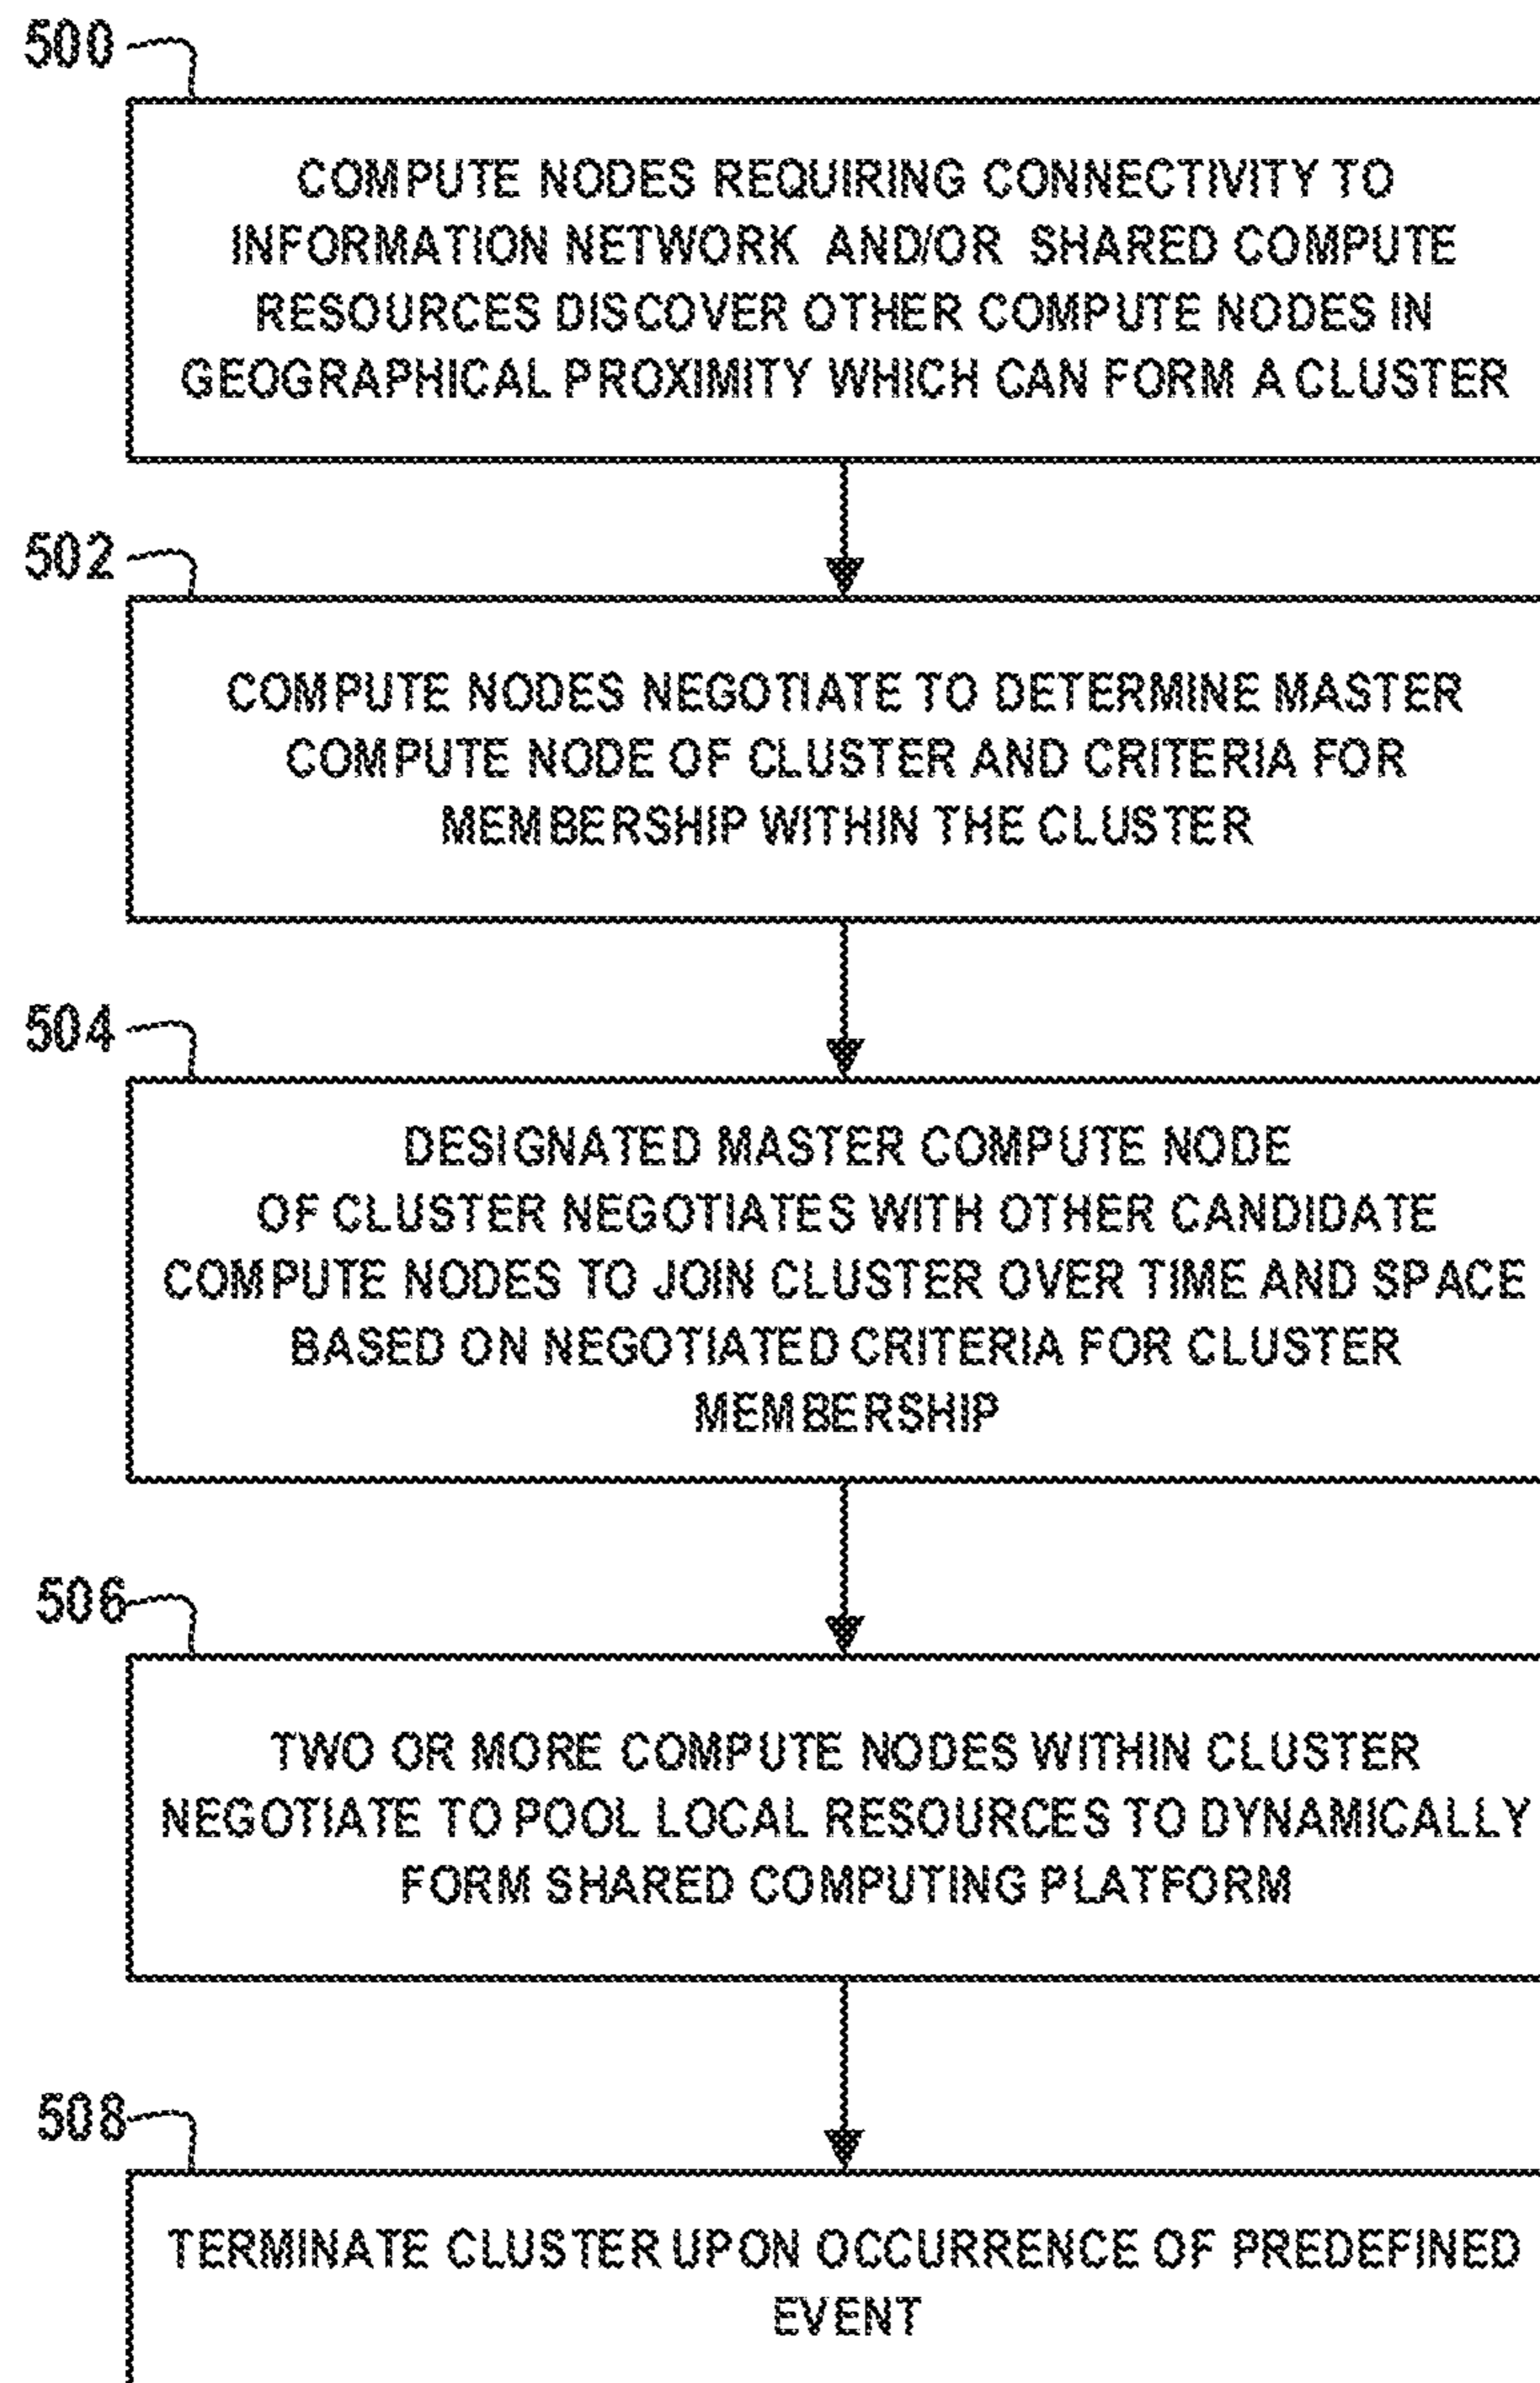 500
COMPUTE NODES REQUIRING CONNECTIVITY TO
INFORMATION NETWORK AND/OR SHARED COMPUTE
RESOURCES DISCOVER OTHER COMPUTE NODES IN
GEOGRAPHICAL PROXIMITY WHICH CAN FORM A CLUSTER
502
COMPUTE NODES NEGOTIATE TO DETERMINE MASTER
COMPUTE NODE OF CLUSTER AND CRITERIA FOR
MEMBERSHIP WITHIN THE CLUSTER
504
DESIGNATED MASTER COMPUTE NODE
OF CLUSTER NEGOTIATES WITH OTHER CANDIDATE
COMPUTE NODES TO JOIN CLUSTER OVER TIME AND SPACE
BASED ON NEGOTIATED CRITERIA FOR CLUSTER
MEMBERSHIP
506
TWO OR MORE COMPUTE NODES WITHIN CLUSTER
NEGOTIATE TO POOL LOCAL RESOURCES TO DYNAMICALLY
FORM SHARED COMPUTING PLATFORM
508
TERMINATE CLUSTER UPON OCCURRENCE OF PREDEFINED
EVENT